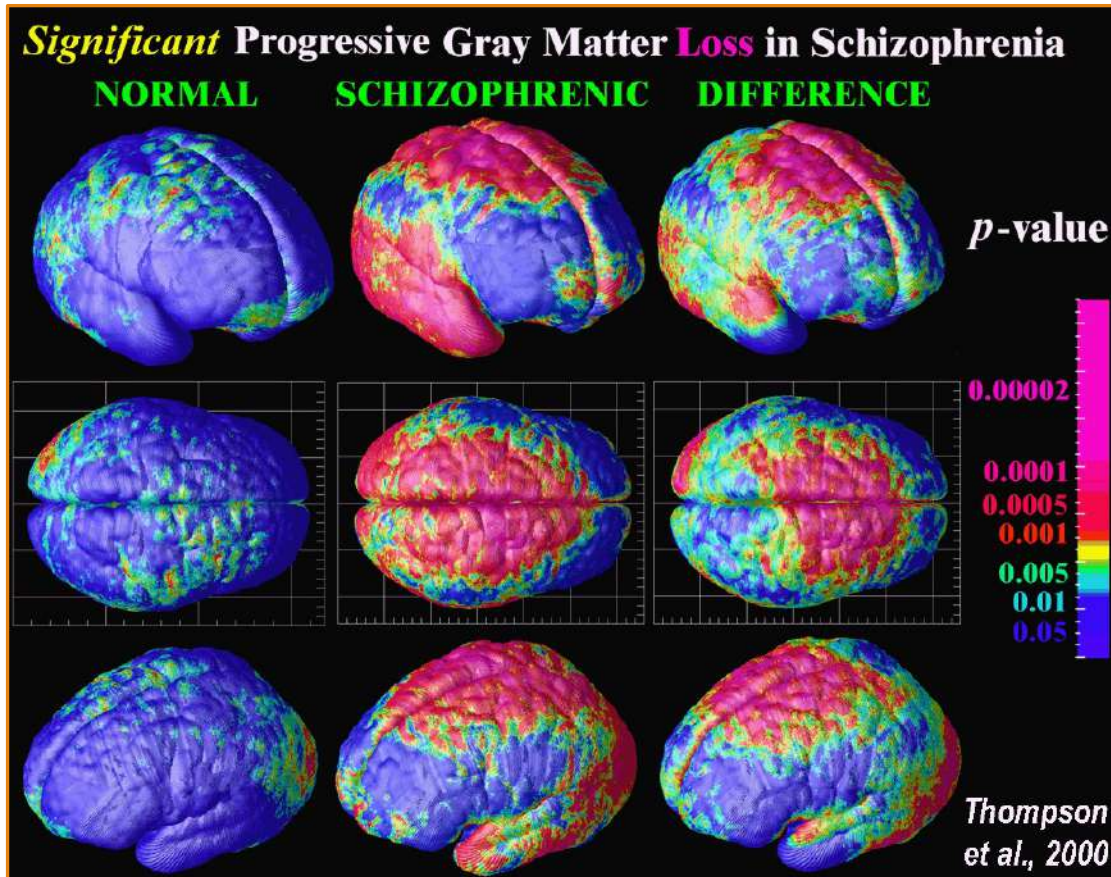 Significant Progressive Gray Matter Loss in Schizophrenia
NORMAL SCHIZOPHRENIC DIFFERENCE
p-value
0.00002
0.0001
0.0005
0.001
0.005
0.01
0.05
Thompson
et al., 2000